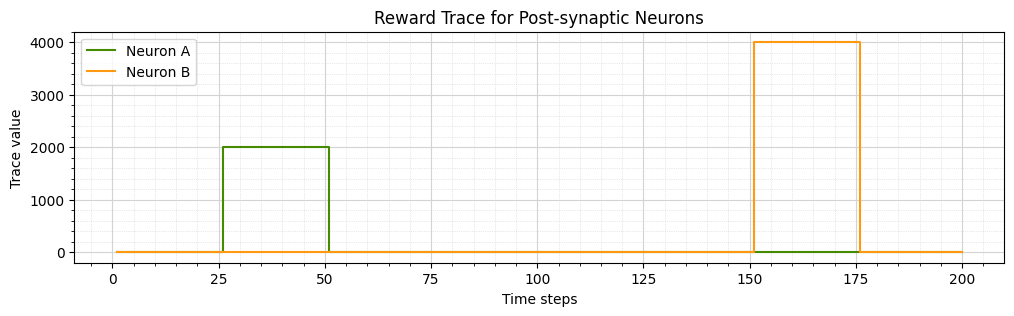 Reward Trace for Post-synaptic Neurons
Neuron A
Neuron B
Trace value
4000
3000
2000
1000
0
0 25 50 75 100 125 150 175 200
Time steps